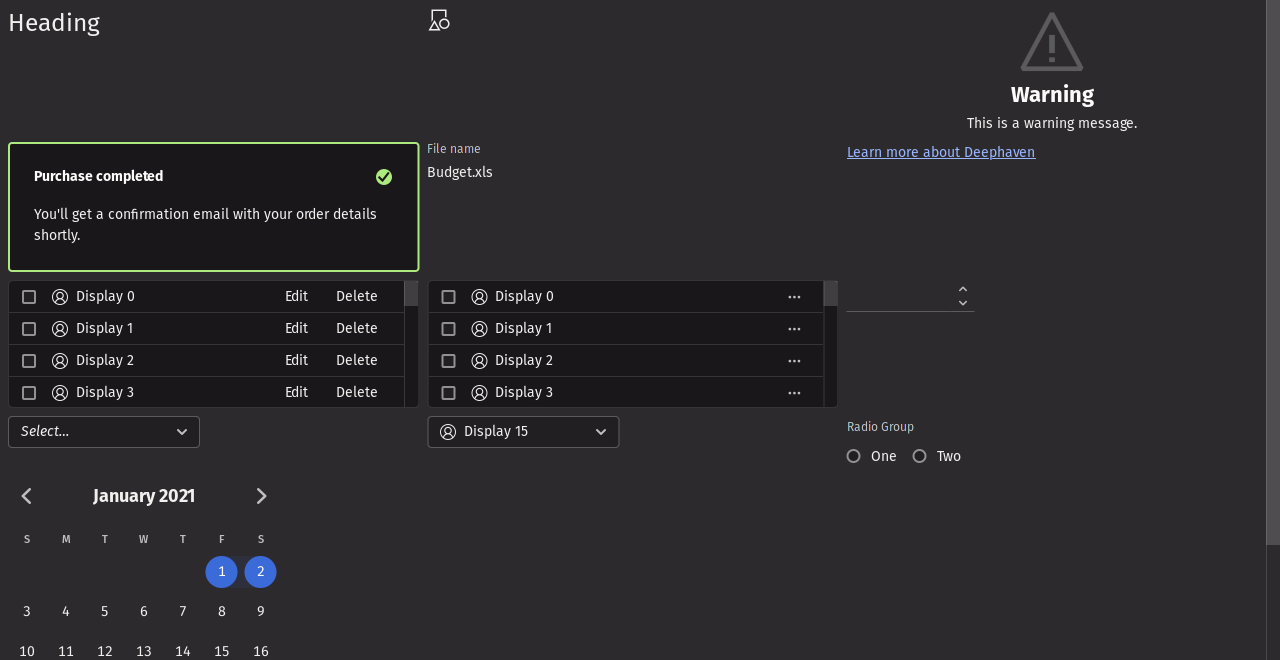 Heading
Warning
This is a warning message.
Purchase completed
You'll get a confirmation email with your order details
shortly.
File name
Budget.xls
Learn more about Deephaven
Display 0 Edit Delete
Display 1 Edit Delete
Display 2 Edit Delete
Display 3 Edit Delete
Display 0
Display 1
Display 2
Display 3
Select...
Display 15
Radio Group
One Two
January 2021
S M T W T F S
1 2
3 4 5 6 7 8 9
10 11 12 13 14 15 16